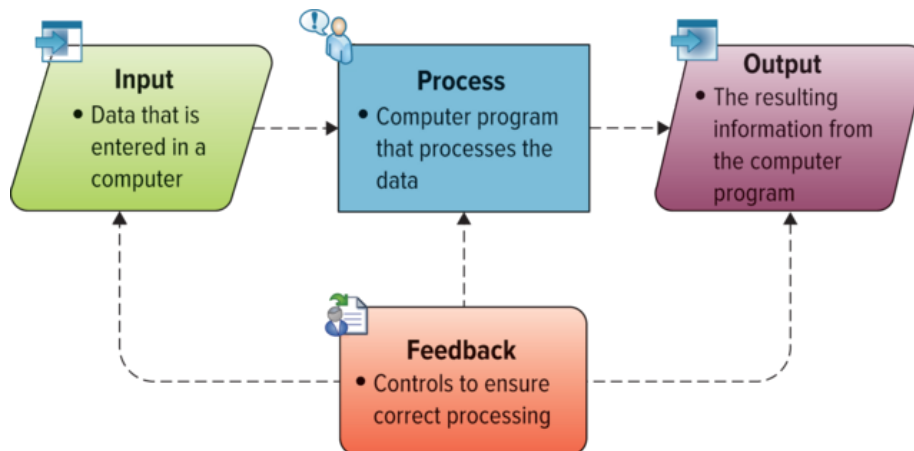 Input
• Data that is
entered in a
computer
Process
• Computer program
that processes the
data
Output
• The resulting
information from
the computer
program
Feedback
• Controls to ensure
correct processing